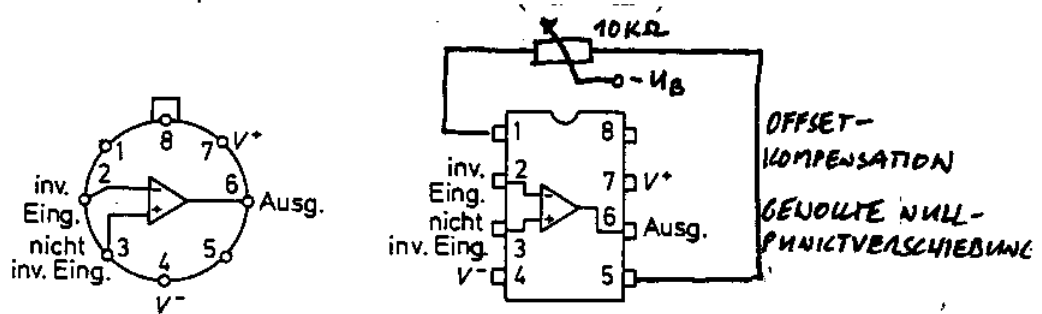 10KΩ
-UB
8
1
7
V+
2
6
inv.
Eing.
Ausg.
nicht
inv. Eing.
3
5
4
V-
1
8
inv.
Eing.
2
7
V+
nicht
inv. Eing.
3
6
Ausg.
V-
4
5
OFFSET-
KOMPENSATION
GEWOLLTE NULL-
PUNKTVERSCHIEBUNG